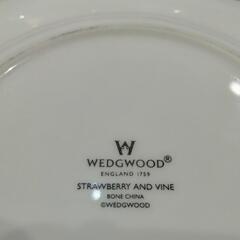 WEDGWOOD®
ENGLAND 1759
STRAWBERRY AND VINE
BONE CHINA
©WEDGWOOD